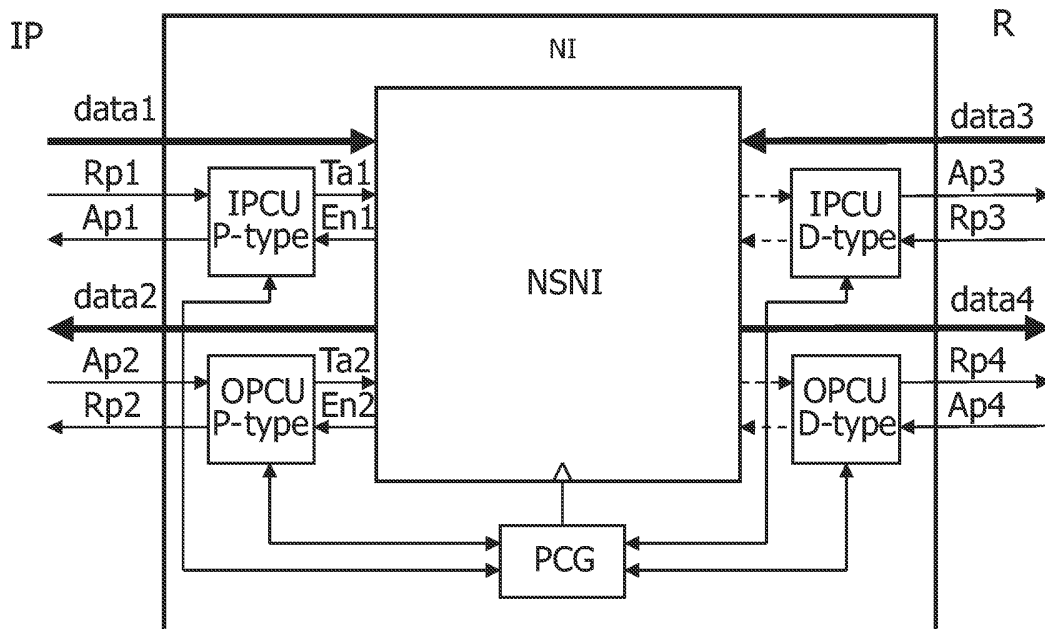 IP
R
NI
data1
data3
Rp1
Ta1
Ap3
IPCU
P-type
IPCU
D-type
Ap1
En1
Rp3
NSNI
data2
data4
Ap2
Ta2
Rp4
OPCU
P-type
OPCU
D-type
Rp2
En2
Ap4
PCG